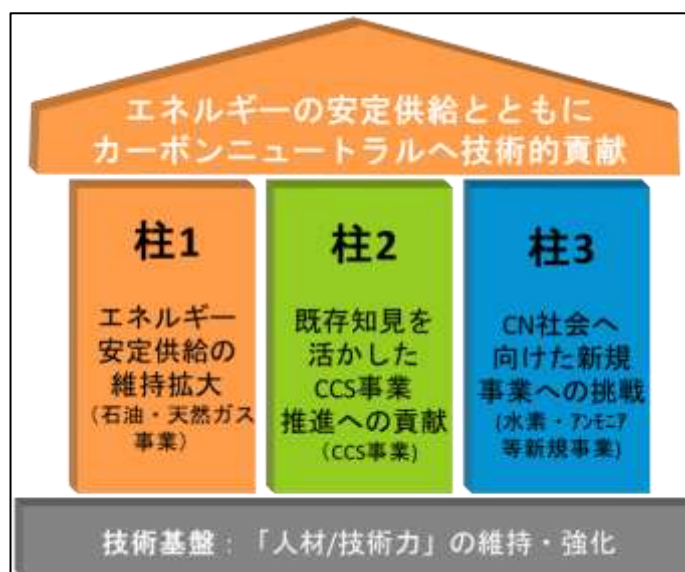 エネルギーの安定供給とともに
カーボンニュートラルへ技術的貢献
柱1
エネルギー
安定供給の
維持拡大
（石油・天然ガス
事業）
柱2
既存知見を
活かした
CCS事業
推進への貢献
（CCS事業)
柱3
CN社会へ
向けた新規
事業への挑戦
(水素・ｱﾝﾓﾆｱ
等新規事業)
技術基盤：「人材/技術力」の維持・強化